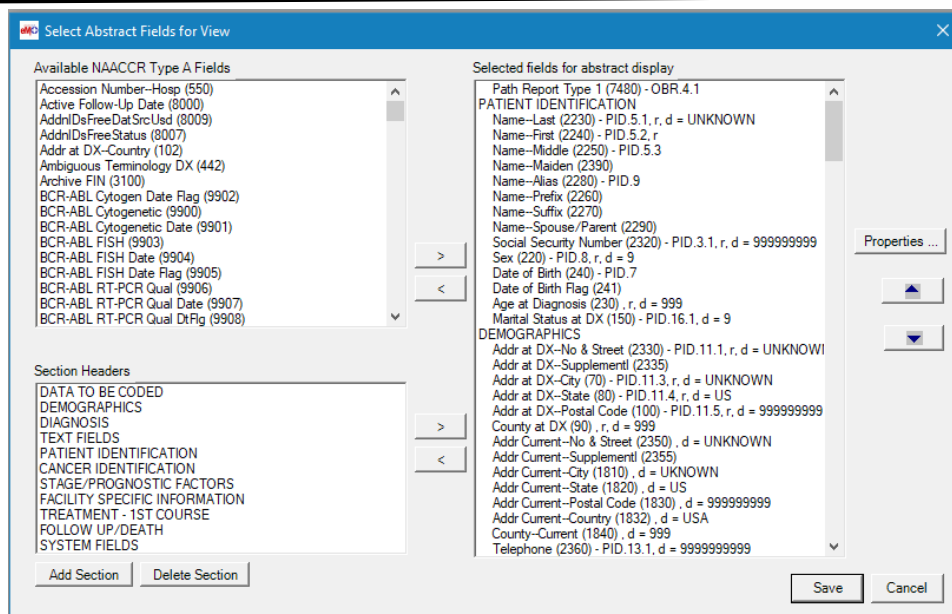 Select Abstract Fields for View
Available NAACCR Type A Fields
Accession Number--Hosp (550)
Active Follow-Up Date (8000)
AddnIDsFreeDatSrcUsd (8009)
AddnlDsFreeStatus (8007)
Addr at DX--Country (102)
Ambiguous Terminology DX (442)
Archive FIN (3100)
BCR-ABL Cytogen Date Flag (9902)
BCR-ABL Cytogenetic (9900)
BCR-ABL Cytogenetic Date (9901)
BCR-ABL FISH (9903)
BCR-ABL FISH Date (9904)
BCR-ABL FISH Date Flag (9905)
BCR-ABL RT-PCR Qual (9906)
BCR-ABL RT-PCR Qual Date (9907)
BCR-ABL RT-PCR Qual DtFlg (9908)
>
<
Section Headers
DATA TO BE CODED
DEMOGRAPHICS
DIAGNOSIS
TEXT FIELDS
PATIENT IDENTIFICATION
CANCER IDENTIFICATION
STAGE/PROGNOSTIC FACTORS
FACILITY SPECIFIC INFORMATION
TREATMENT - 1ST COURSE
FOLLOW UP/DEATH
SYSTEM FIELDS
>
<
Add Section
Delete Section
Selected fields for abstract display
Path Report Type 1 (7480) - OBR.4.1
PATIENT IDENTIFICATION
Name--Last (2230) - PID.5.1, r, d = UNKNOWN
Name--First (2240) - PID.5.2, r
Name--Middle (2250) - PID.5.3
Name--Maiden (2390)
Name--Alias (2280) - PID.9
Name--Prefix (2260)
Name--Suffix (2270)
Name--Spouse/Parent (2290)
Social Security Number (2320) - PID.3.1, r, d = 999999999
Sex (220) - PID.8, r, d = 9
Date of Birth (240) - PID.7
Date of Birth Flag (241)
Age at Diagnosis (230) , r, d = 999
Marital Status at DX (150) - PID.16.1, d = 9
DEMOGRAPHICS
Addr at DX--No & Street (2330) - PID.11.1, r, d = UNKNOWI
Addr at DX--Supplementl (2335)
Addr at DX--City (70) - PID.11.3, r, d = UNKNOWN
Addr at DX--State (80) - PID.11.4, r, d = US
Addr at DX--Postal Code (100) - PID.11.5, r, d = 999999999
County at DX (90) , r, d = 999
Addr Current--No & Street (2350) , d = UNKNOWN
Addr Current--Supplementl (2355)
Addr Current--City (1810) , d = UKNOWN
Addr Current--State (1820) , d = US
Addr Current--Postal Code (1830) , d = 999999999
Addr Current--Country (1832) , d = USA
County--Current (1840) , d = 999
Telephone (2360) - PID.13.1, d = 9999999999
Properties ...
Save
Cancel